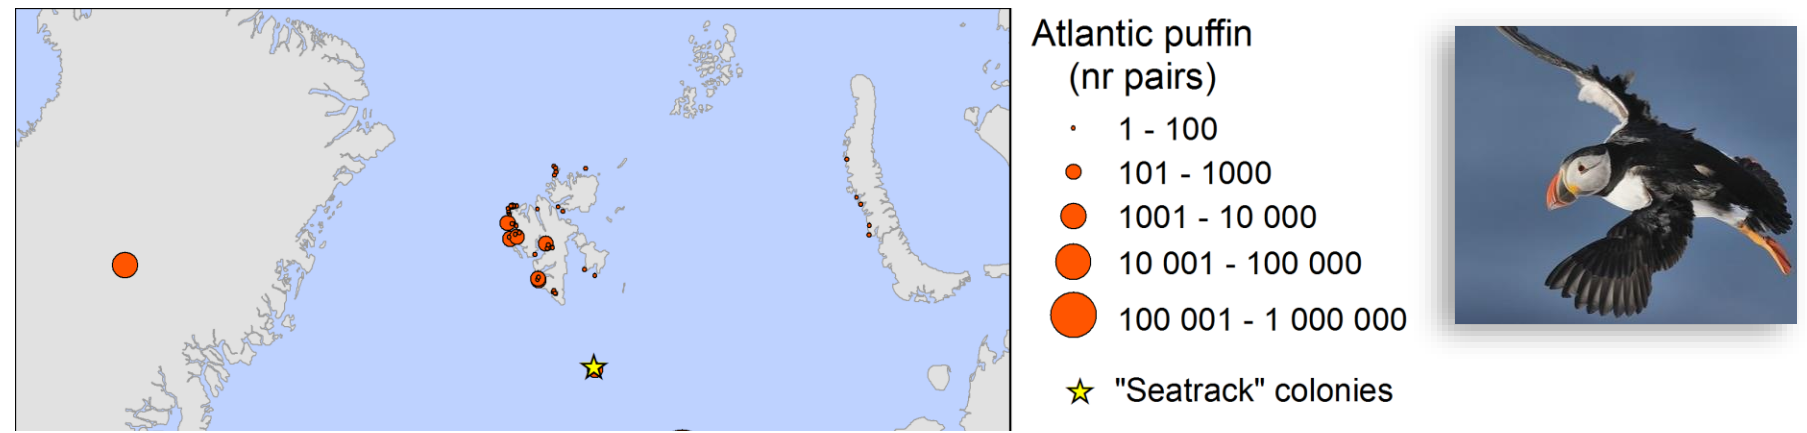 Atlantic puffin
(nr pairs)
1 - 100
101 - 1000
1001 - 10 000
10 001 - 100 000
100 001 - 1 000 000
"Seatrack" colonies